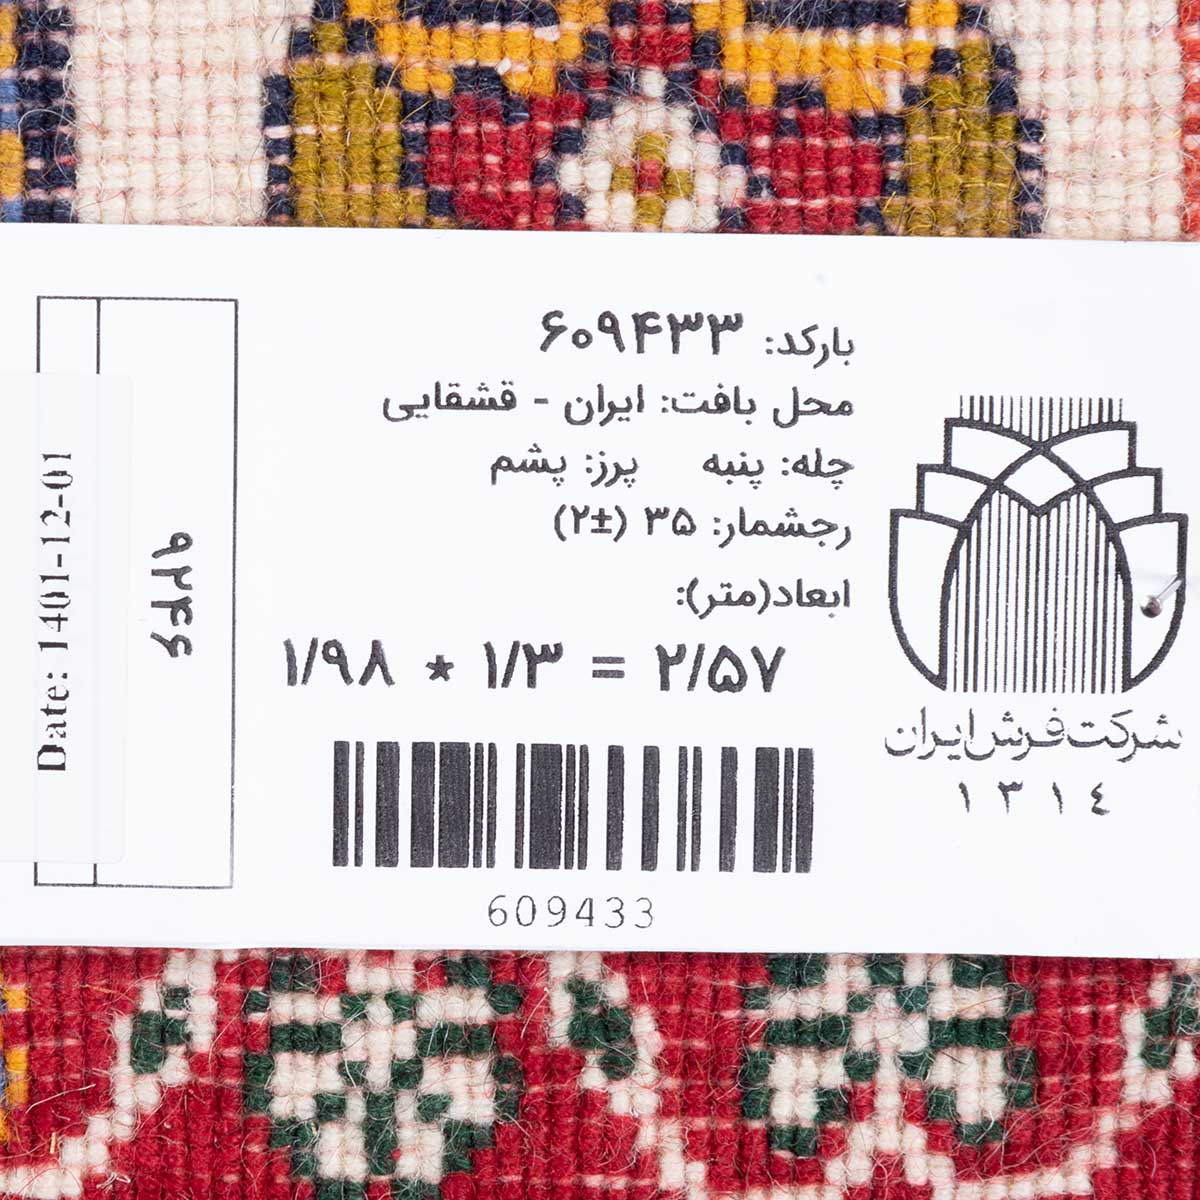 بارکد: ۶۰۹۴۳۳
محل بافت: ایران - قشقایی
چله: پنبه پرز: پشم
رجشمار: ۳۵ (±۲)
ابعاد(متر):
۱/۹۸ * ۱/۳ = ۲/۵۷
609433
شرکت فرش ایران
١٣١٤
۹۲۴۶
Date: 1401-12-01